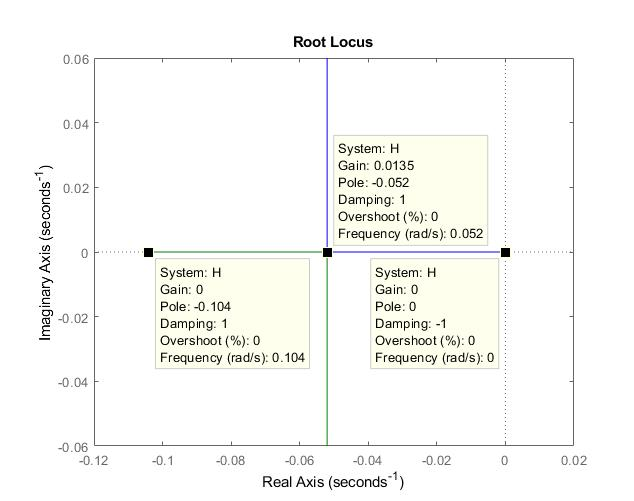 Root Locus
0.06
0.04
0.02
0
-0.02
-0.04
-0.06
Imaginary Axis (seconds-1)
System: H
Gain: 0.0135
Pole: -0.052
Damping: 1
Overshoot (%): 0
Frequency (rad/s): 0.052
System: H
Gain: 0
Pole: -0.104
Damping: 1
Overshoot (%): 0
Frequency (rad/s): 0.104
System: H
Gain: 0
Pole: 0
Damping: -1
Overshoot (%): 0
Frequency (rad/s): 0
-0.12 -0.1 -0.08 -0.06 -0.04 -0.02 0 0.02
Real Axis (seconds-1)